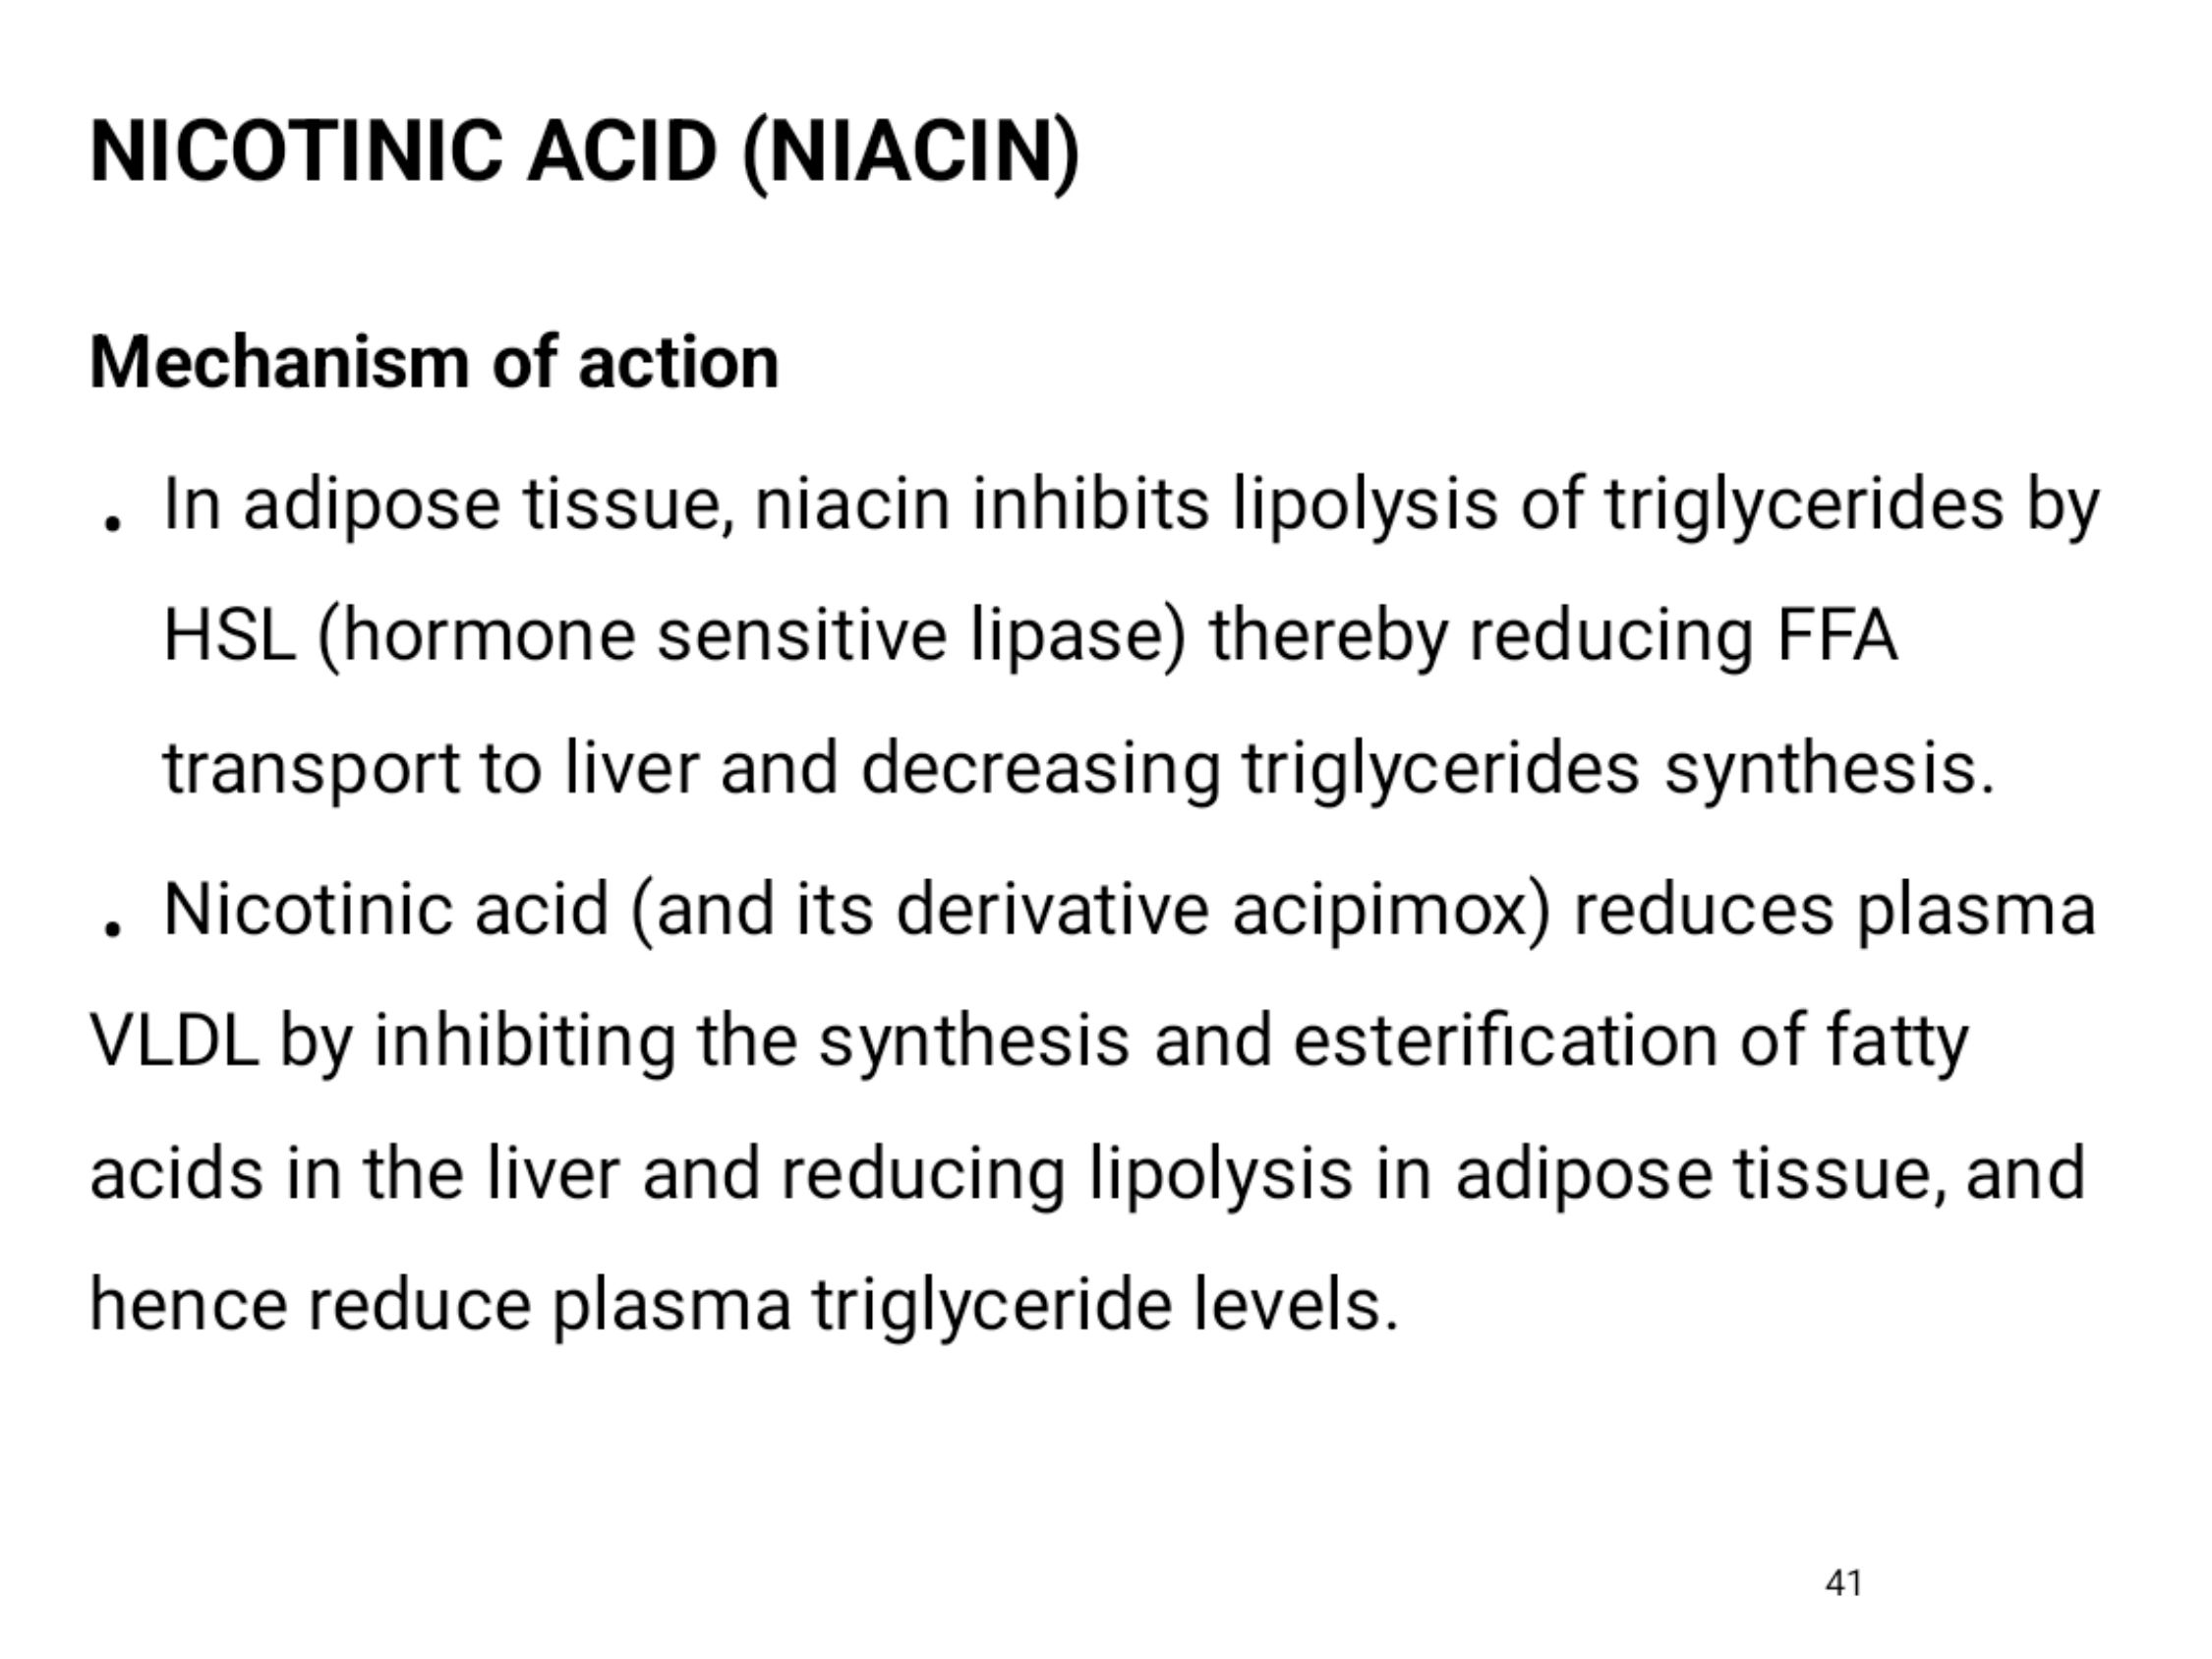 NICOTINIC ACID (NIACIN)
Mechanism of action
• In adipose tissue, niacin inhibits lipolysis of triglycerides by
HSL (hormone sensitive lipase) thereby reducing FFA
transport to liver and decreasing triglycerides synthesis.
• Nicotinic acid (and its derivative acipimox) reduces plasma
VLDL by inhibiting the synthesis and esterification of fatty
acids in the liver and reducing lipolysis in adipose tissue, and
hence reduce plasma triglyceride levels.
41